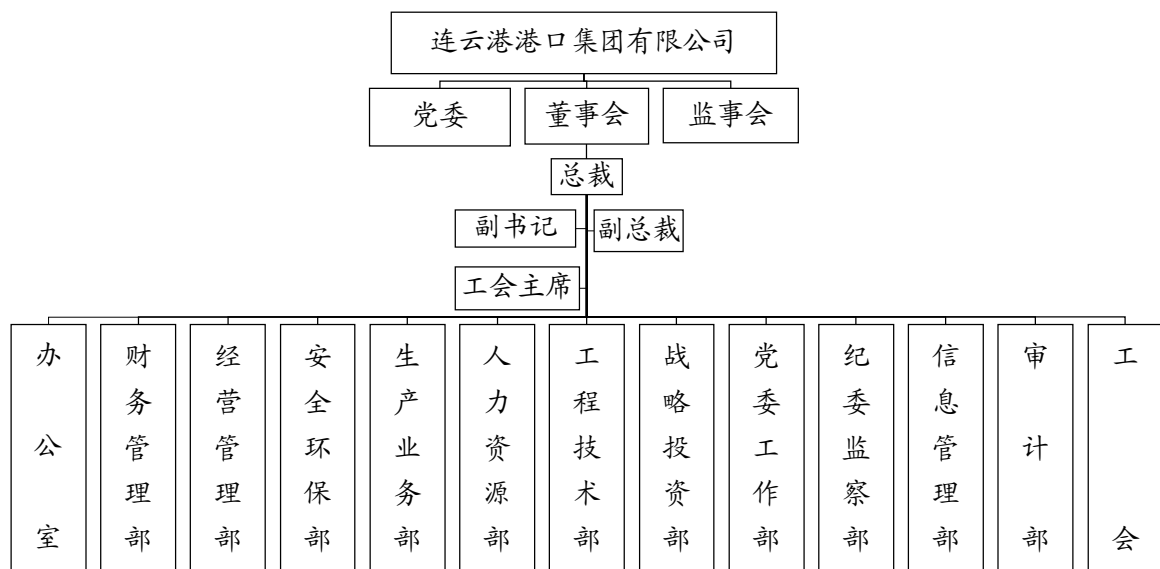 连云港港口集团有限公司
党委
董事会
监事会
总裁
副书记
副总裁
工会主席
办公室
财务管理部
经营管理部
安全环保部
生产业务部
人力资源部
工程技术部
战略投资部
党委工作部
纪委监察部
信息管理部
审计部
工会